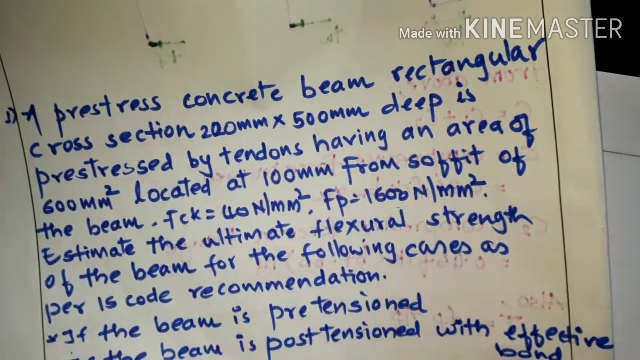 Made with KINEMASTER
1) A prestress concrete beam rectangular
cross section 200mm x 500mm deep is
prestressed by tendons having an area of
600mm² located at 100mm from soffit of
the beam. Fck = 40N/mm². Fp = 1600N/mm².
Estimate the ultimate flexural strength
of the beam for the following cases as
per IS code recommendation.
*If the beam is pretensioned
the beam is post tensioned with effective
bond